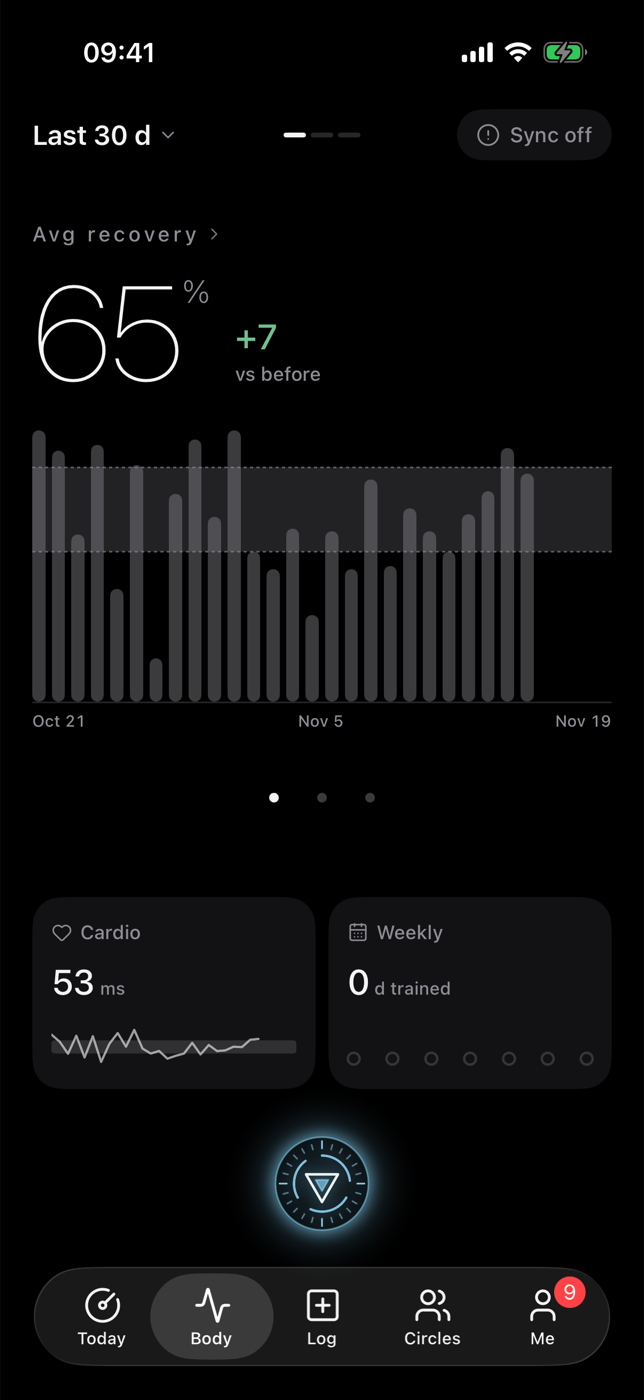 09:41
Last 30 d
Sync off
Avg recovery
65 %
+7
vs before
Oct 21 Nov 5 Nov 19
Cardio
53 ms
Weekly
0 d trained
9
Today Body Log Circles Me